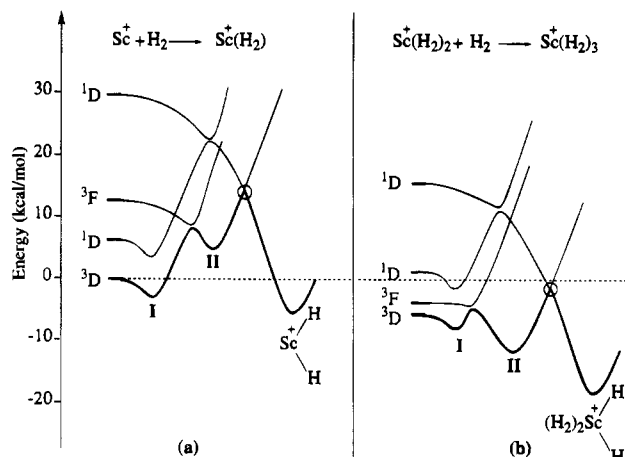 Sc⁺ + H₂ ⟶ Sc⁺(H₂)
Sc⁺(H₂)₂ + H₂ ⟶ Sc⁺(H₂)₃
Energy (kcal/mol)
30
20
10
0
-10
-20
¹D
³F
¹D
³D
I
II
H
Sc⁺
H
(a)
¹D
¹D
³F
³D
I
II
H
(H₂)₂Sc⁺
H
(b)